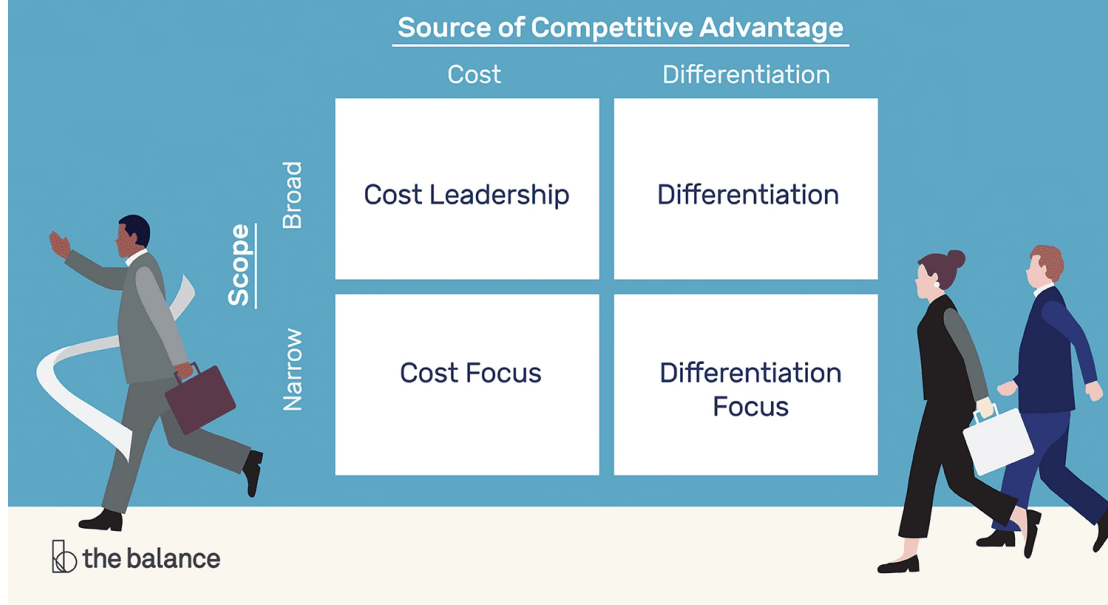 Source of Competitive Advantage
Cost
Differentiation
Scope
Broad
Cost Leadership
Differentiation
Narrow
Cost Focus
Differentiation
Focus
the balance